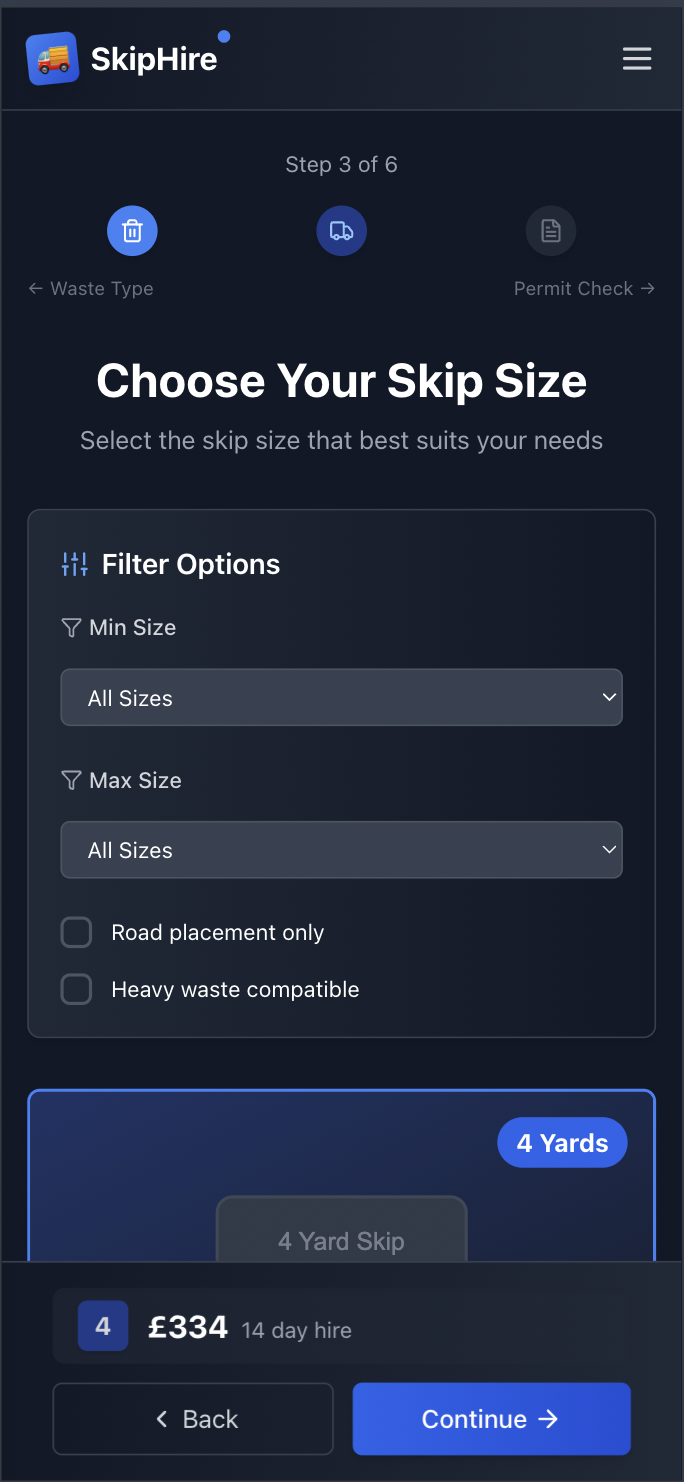 SkipHire
Step 3 of 6
← Waste Type
Permit Check →
Choose Your Skip Size
Select the skip size that best suits your needs
Filter Options
Min Size
All Sizes
Max Size
All Sizes
Road placement only
Heavy waste compatible
4 Yards
4 Yard Skip
4 £334 14 day hire
Back
Continue →